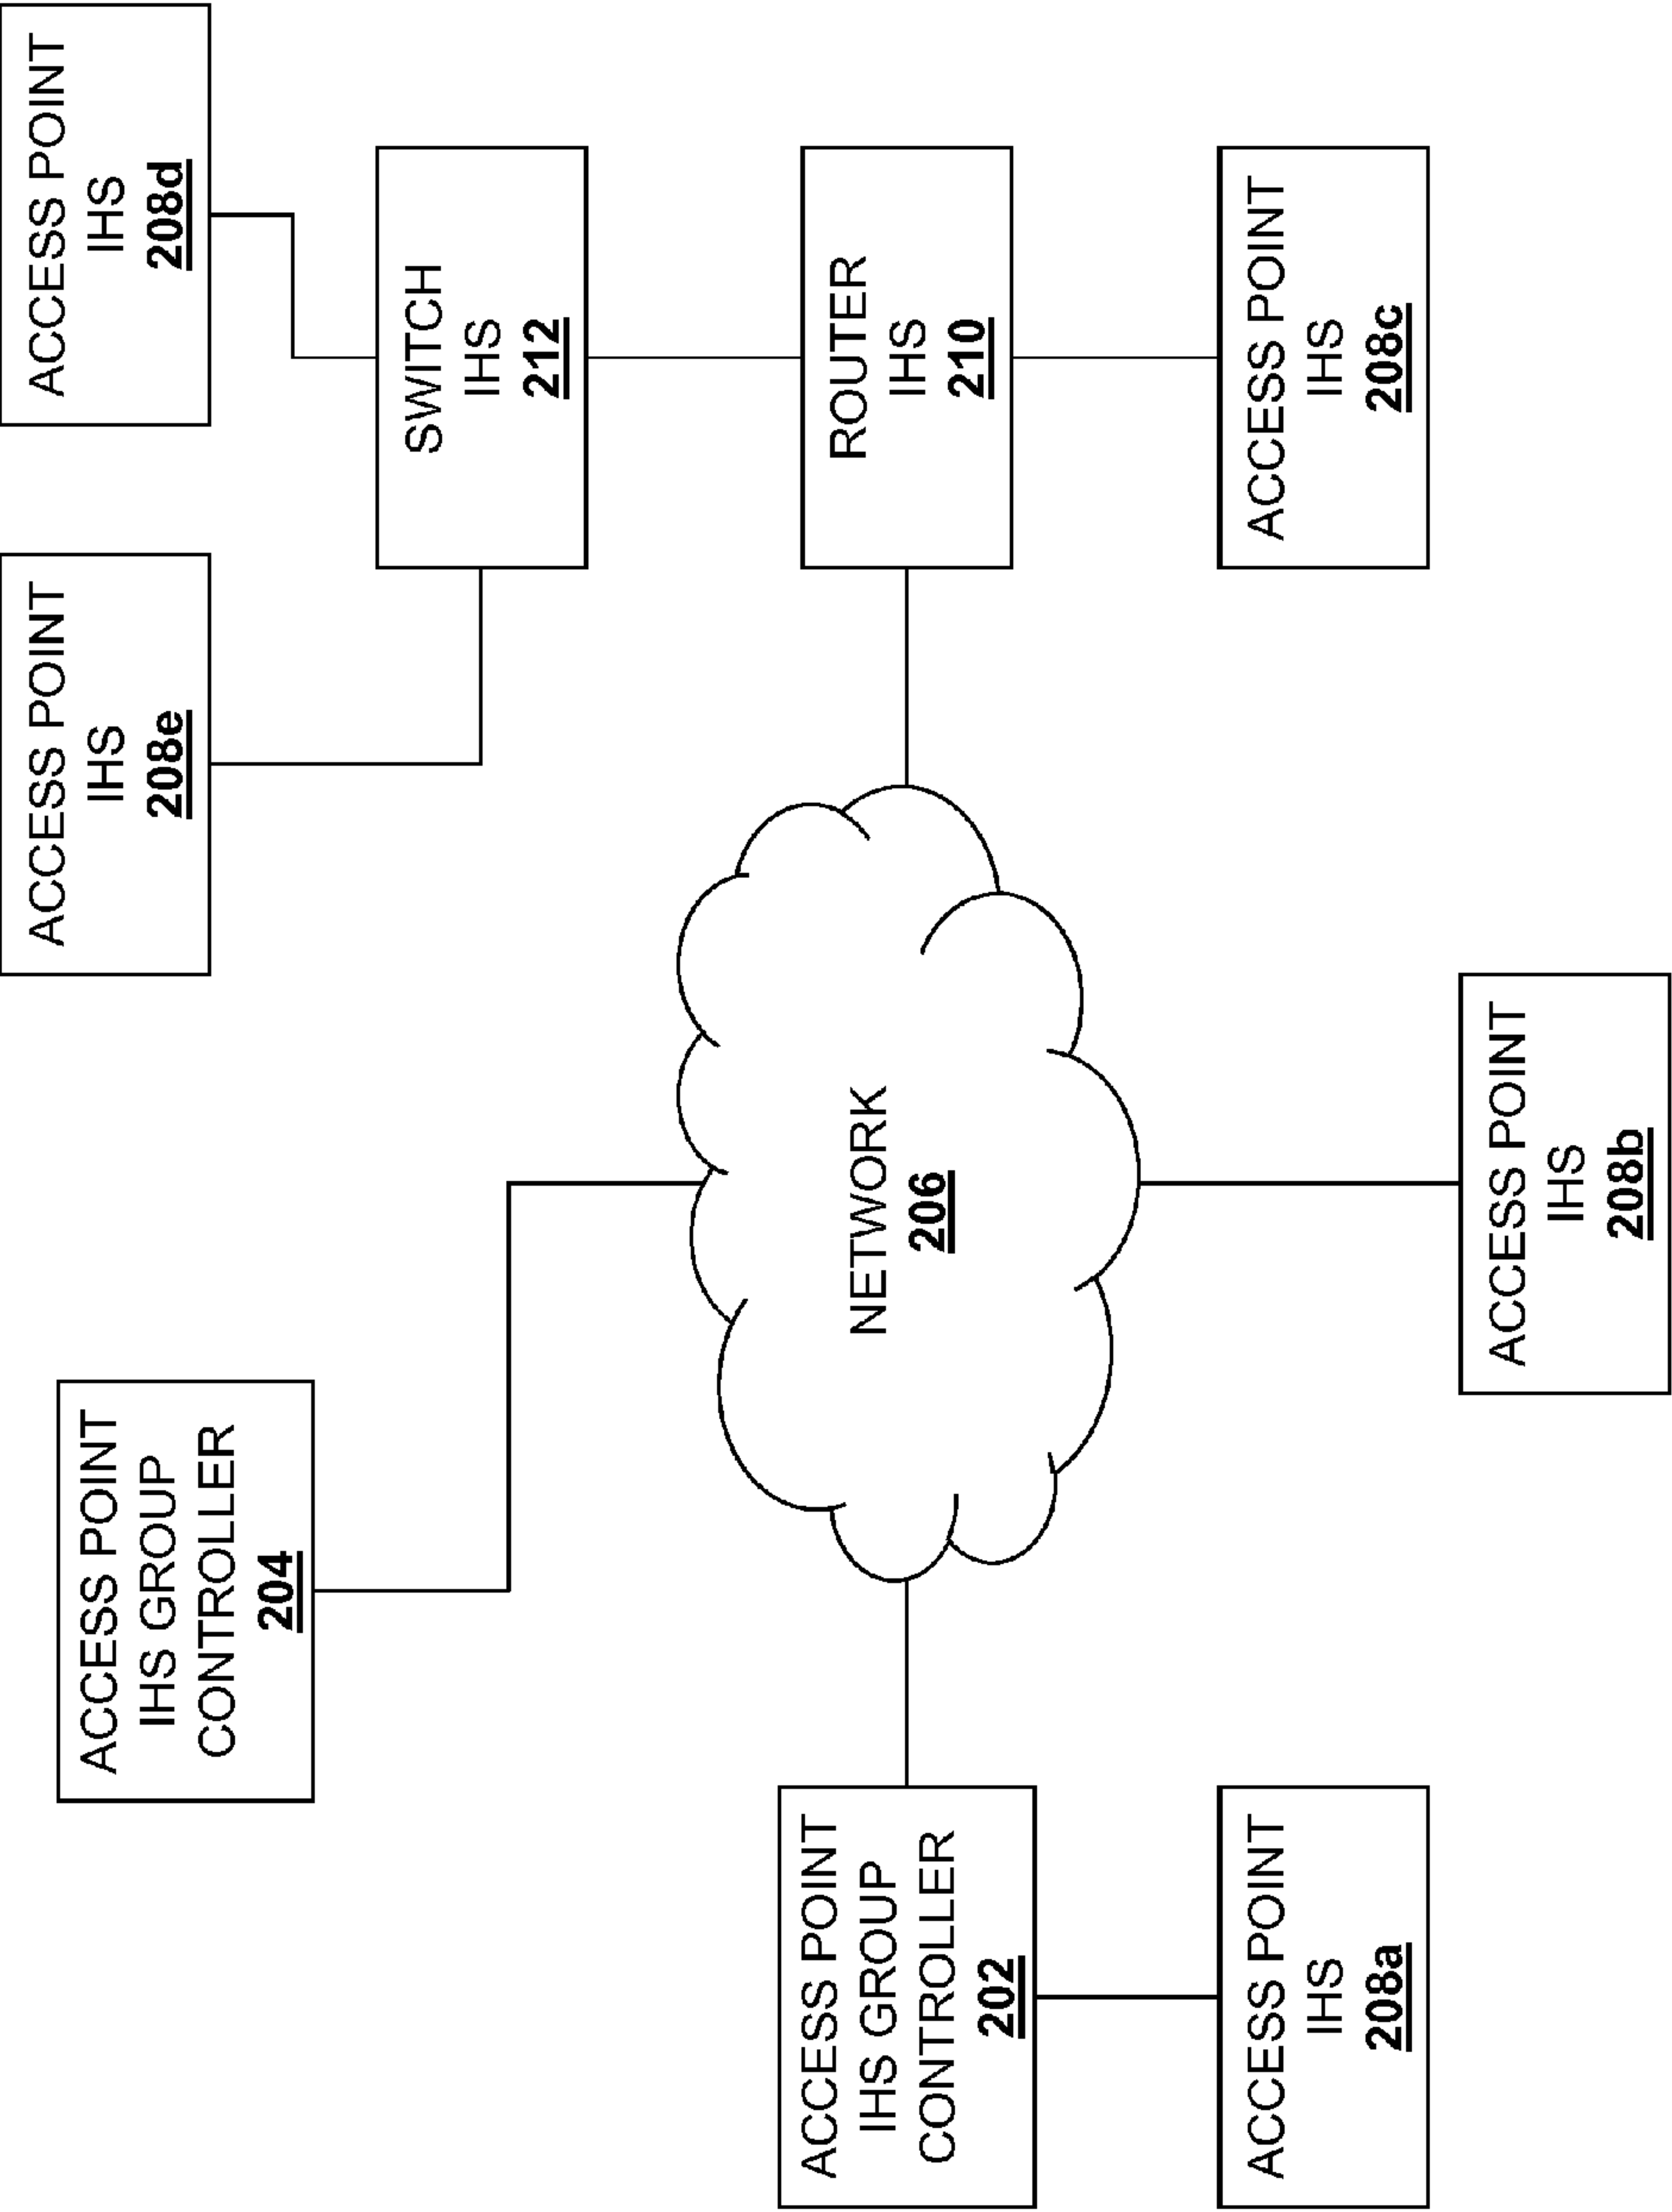 ACCESS POINT
IHS GROUP
CONTROLLER
204
ACCESS POINT
IHS
208e
ACCESS POINT
IHS
208d
SWITCH
IHS
212
ACCESS POINT
IHS GROUP
CONTROLLER
202
NETWORK
206
ROUTER
IHS
210
ACCESS POINT
IHS
208a
ACCESS POINT
IHS
208c
ACCESS POINT
IHS
208b